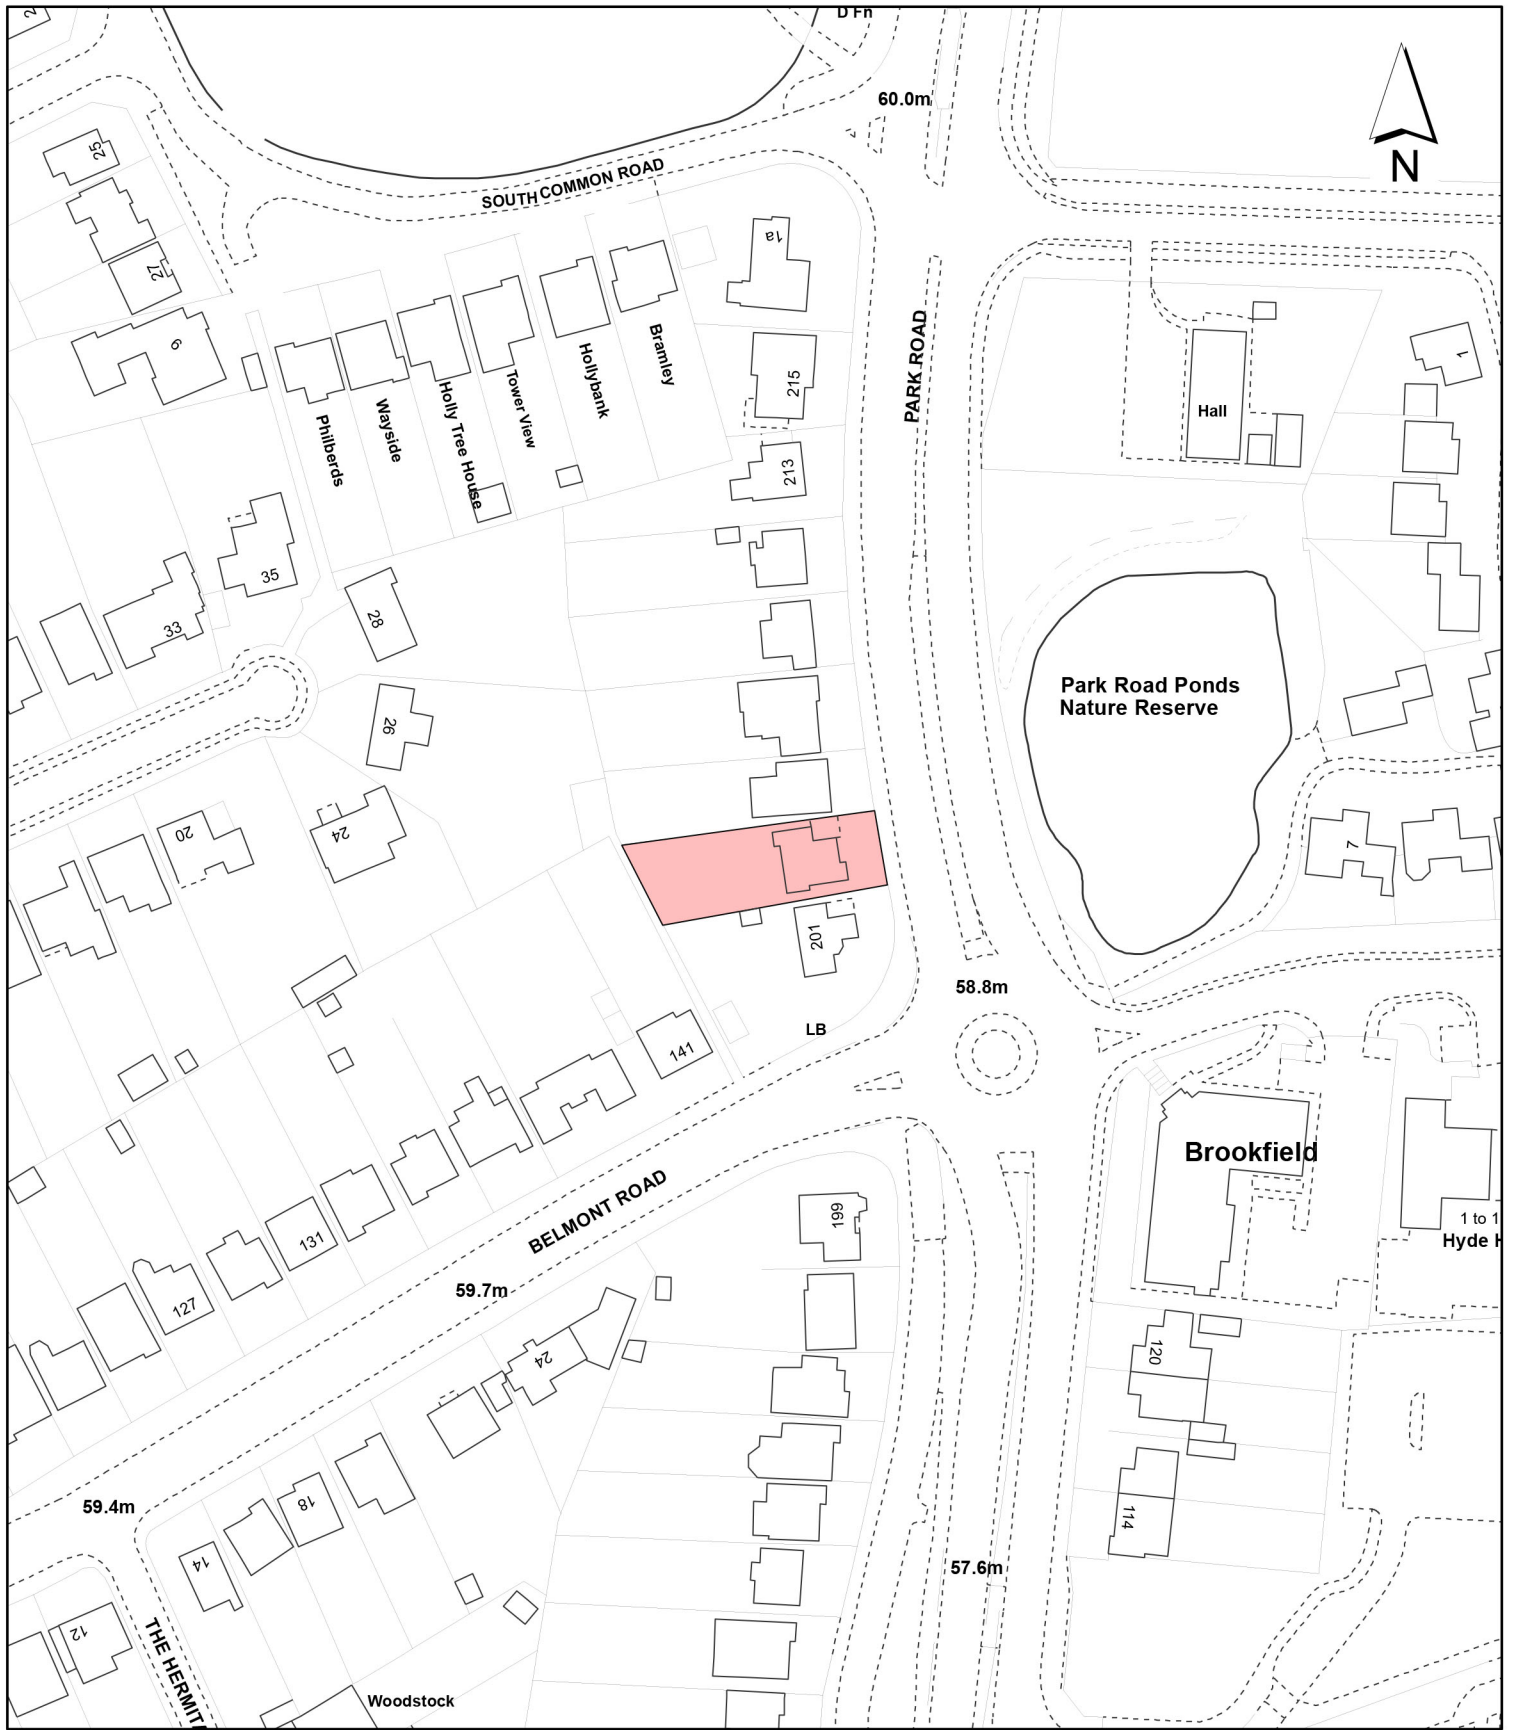 D Fn
60.0m
N
25
SOUTH COMMON ROAD
1a
27
9
PARK ROAD
Bramley
Hollybank
Tower View
Holly Tree House
Wayside
Philberds
215
1
Hall
213
35
28
33
Park Road Ponds
Nature Reserve
26
20
24
7
201
58.8m
LB
141
Brookfield
BELMONT ROAD
199
1 to 1
Hyde H
131
59.7m
127
24
120
18
59.4m
114
14
57.6m
12
THE HERMITA
Woodstock